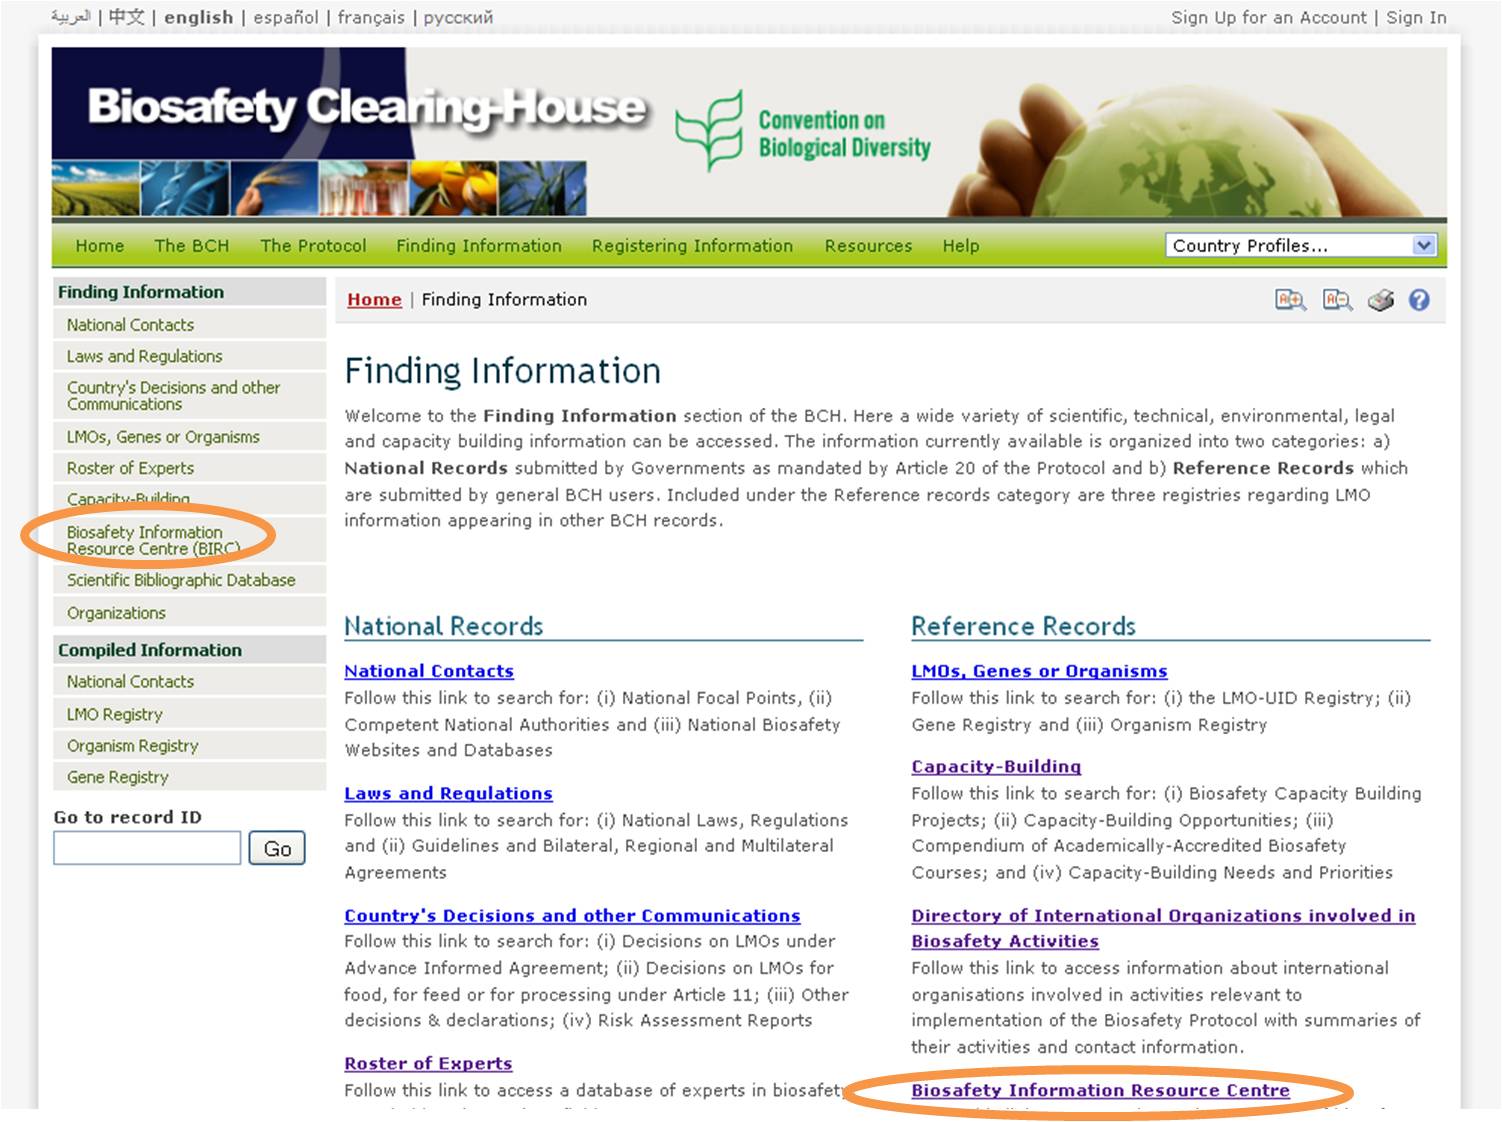 العربية | 中文 | english | español | français | русский
Sign Up for an Account | Sign In
Biosafety Clearing-House
Convention on
Biological Diversity
Home The BCH The Protocol Finding Information Registering Information Resources Help
Country Profiles...
Finding Information
National Contacts
Laws and Regulations
Country's Decisions and other
Communications
LMOs, Genes or Organisms
Roster of Experts
Capacity-Building
Biosafety Information
Resource Centre (BIRC)
Scientific Bibliographic Database
Organizations
Compiled Information
National Contacts
LMO Registry
Organism Registry
Gene Registry
Go to record ID
Go
Home | Finding Information
Finding Information
Welcome to the Finding Information section of the BCH. Here a wide variety of scientific, technical, environmental, legal
and capacity building information can be accessed. The information currently available is organized into two categories: a)
National Records submitted by Governments as mandated by Article 20 of the Protocol and b) Reference Records which
are submitted by general BCH users. Included under the Reference records category are three registries regarding LMO
information appearing in other BCH records.
National Records
National Contacts
Follow this link to search for: (i) National Focal Points, (ii)
Competent National Authorities and (iii) National Biosafety
Websites and Databases
Laws and Regulations
Follow this link to search for: (i) National Laws, Regulations
and (ii) Guidelines and Bilateral, Regional and Multilateral
Agreements
Country's Decisions and other Communications
Follow this link to search for: (i) Decisions on LMOs under
Advance Informed Agreement; (ii) Decisions on LMOs for
food, for feed or for processing under Article 11; (iii) Other
decisions & declarations; (iv) Risk Assessment Reports
Roster of Experts
Follow this link to access a database of experts in biosafety
Reference Records
LMOs, Genes or Organisms
Follow this link to search for: (i) the LMO-UID Registry; (ii)
Gene Registry and (iii) Organism Registry
Capacity-Building
Follow this link to search for: (i) Biosafety Capacity Building
Projects; (ii) Capacity-Building Opportunities; (iii)
Compendium of Academically-Accredited Biosafety
Courses; and (iv) Capacity-Building Needs and Priorities
Directory of International Organizations involved in
Biosafety Activities
Follow this link to access information about international
organisations involved in activities relevant to
implementation of the Biosafety Protocol with summaries of
their activities and contact information.
Biosafety Information Resource Centre